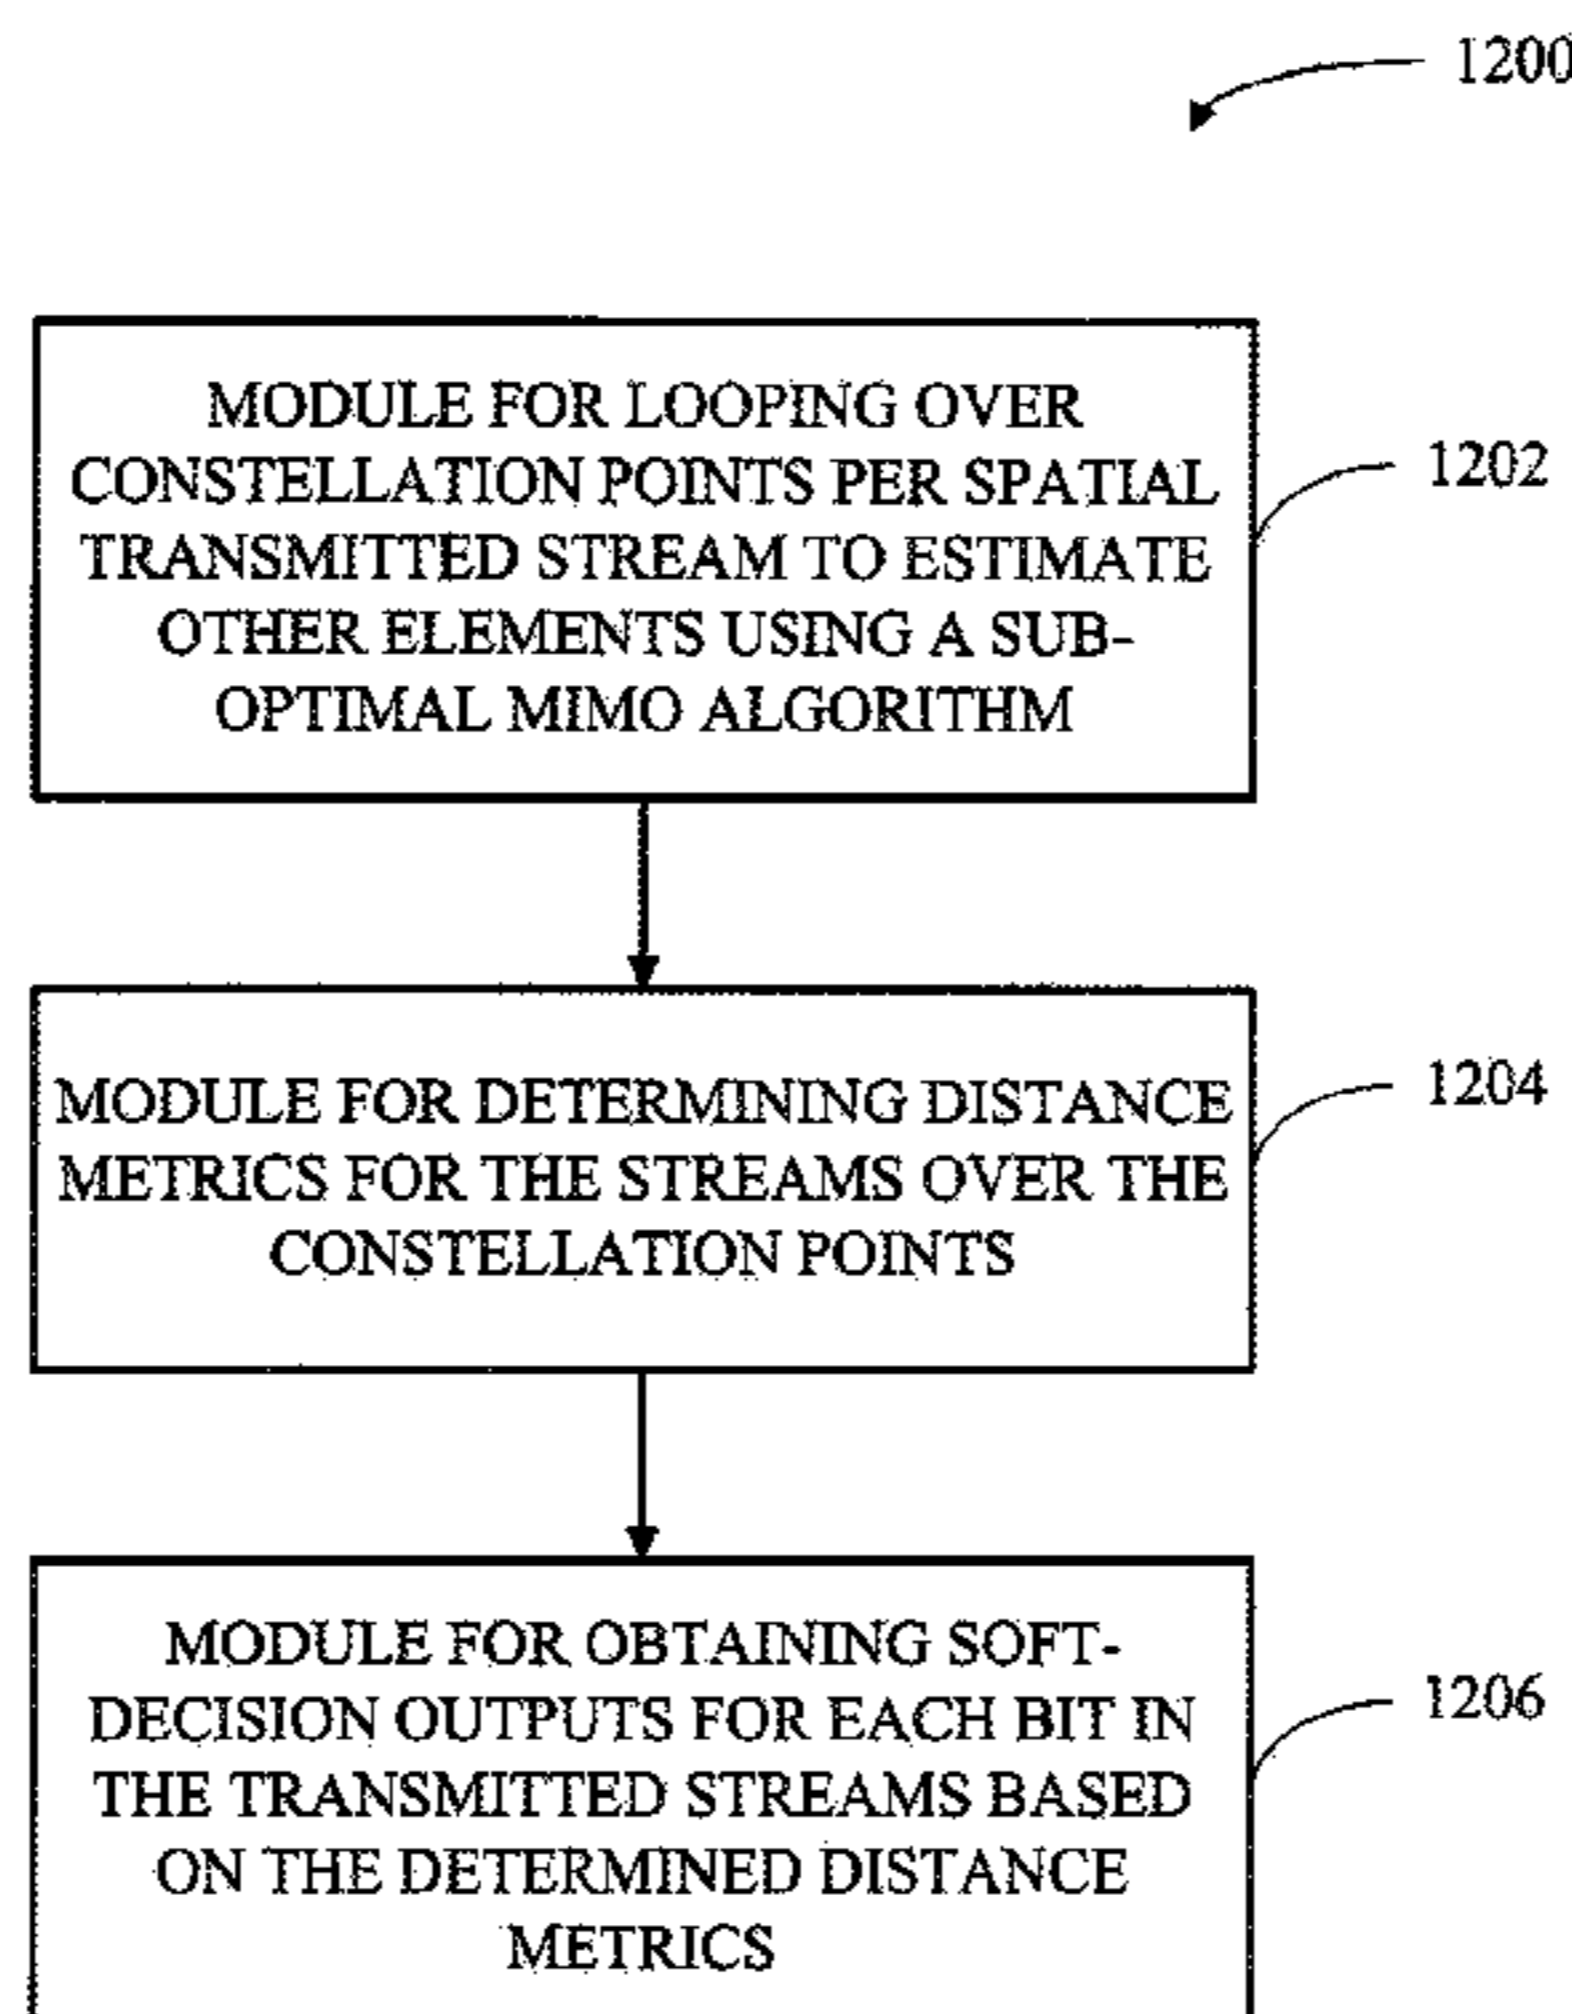 1200
MODULE FOR LOOPING OVER
CONSTELLATION POINTS PER SPATIAL
TRANSMITTED STREAM TO ESTIMATE
OTHER ELEMENTS USING A SUB-
OPTIMAL MIMO ALGORITHM
1202
MODULE FOR DETERMINING DISTANCE
METRICS FOR THE STREAMS OVER THE
CONSTELLATION POINTS
1204
MODULE FOR OBTAINING SOFT-
DECISION OUTPUTS FOR EACH BIT IN
THE TRANSMITTED STREAMS BASED
ON THE DETERMINED DISTANCE
METRICS
1206